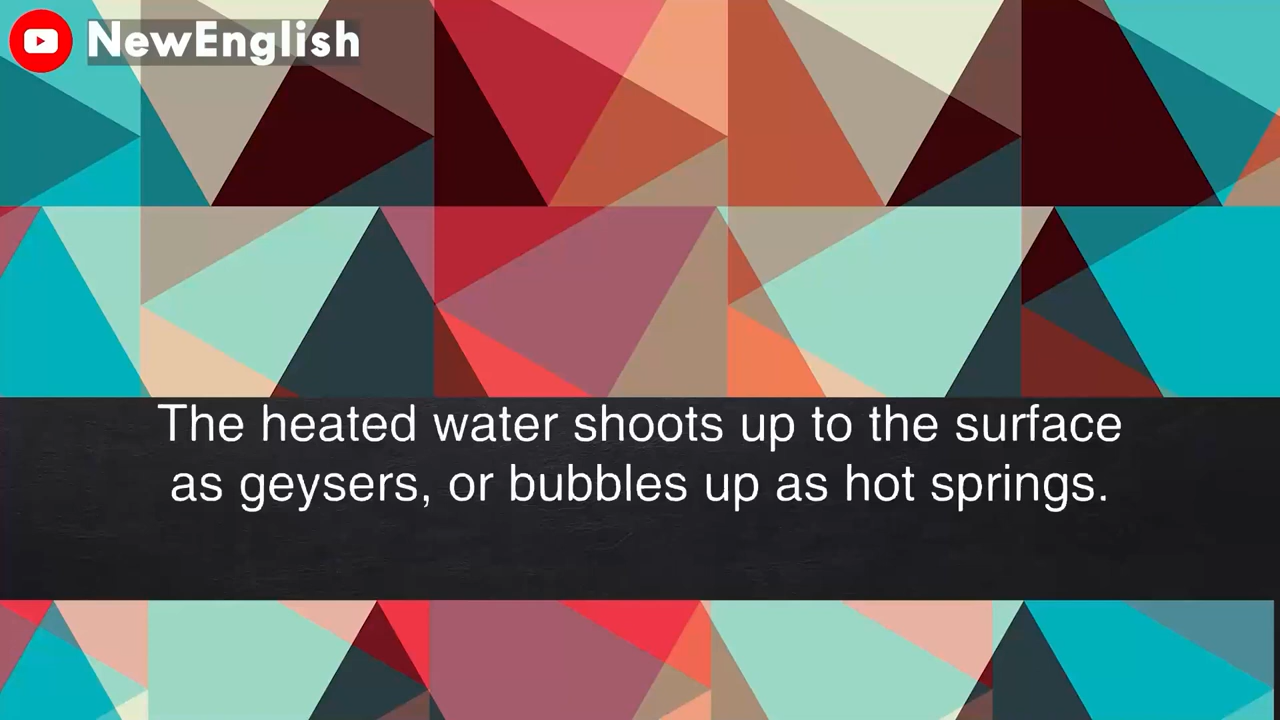 NewEnglish
The heated water shoots up to the surface
as geysers, or bubbles up as hot springs.